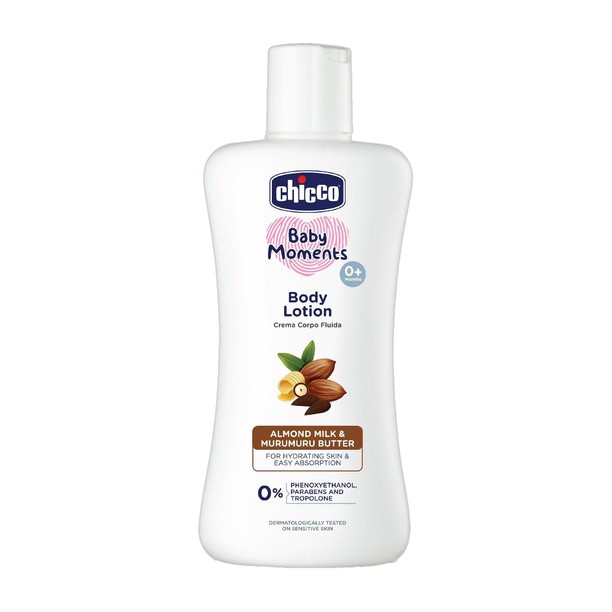 chicco
Baby
Moments
0+
months
Body
Lotion
Crema Corpo Fluida
ALMOND MILK &
MURUMURU BUTTER
FOR HYDRATING SKIN &
EASY ABSORPTION
0% PHENOXYETHANOL,
PARABENS AND
TROPOLONE
DERMATOLOGICALLY TESTED
ON SENSITIVE SKIN